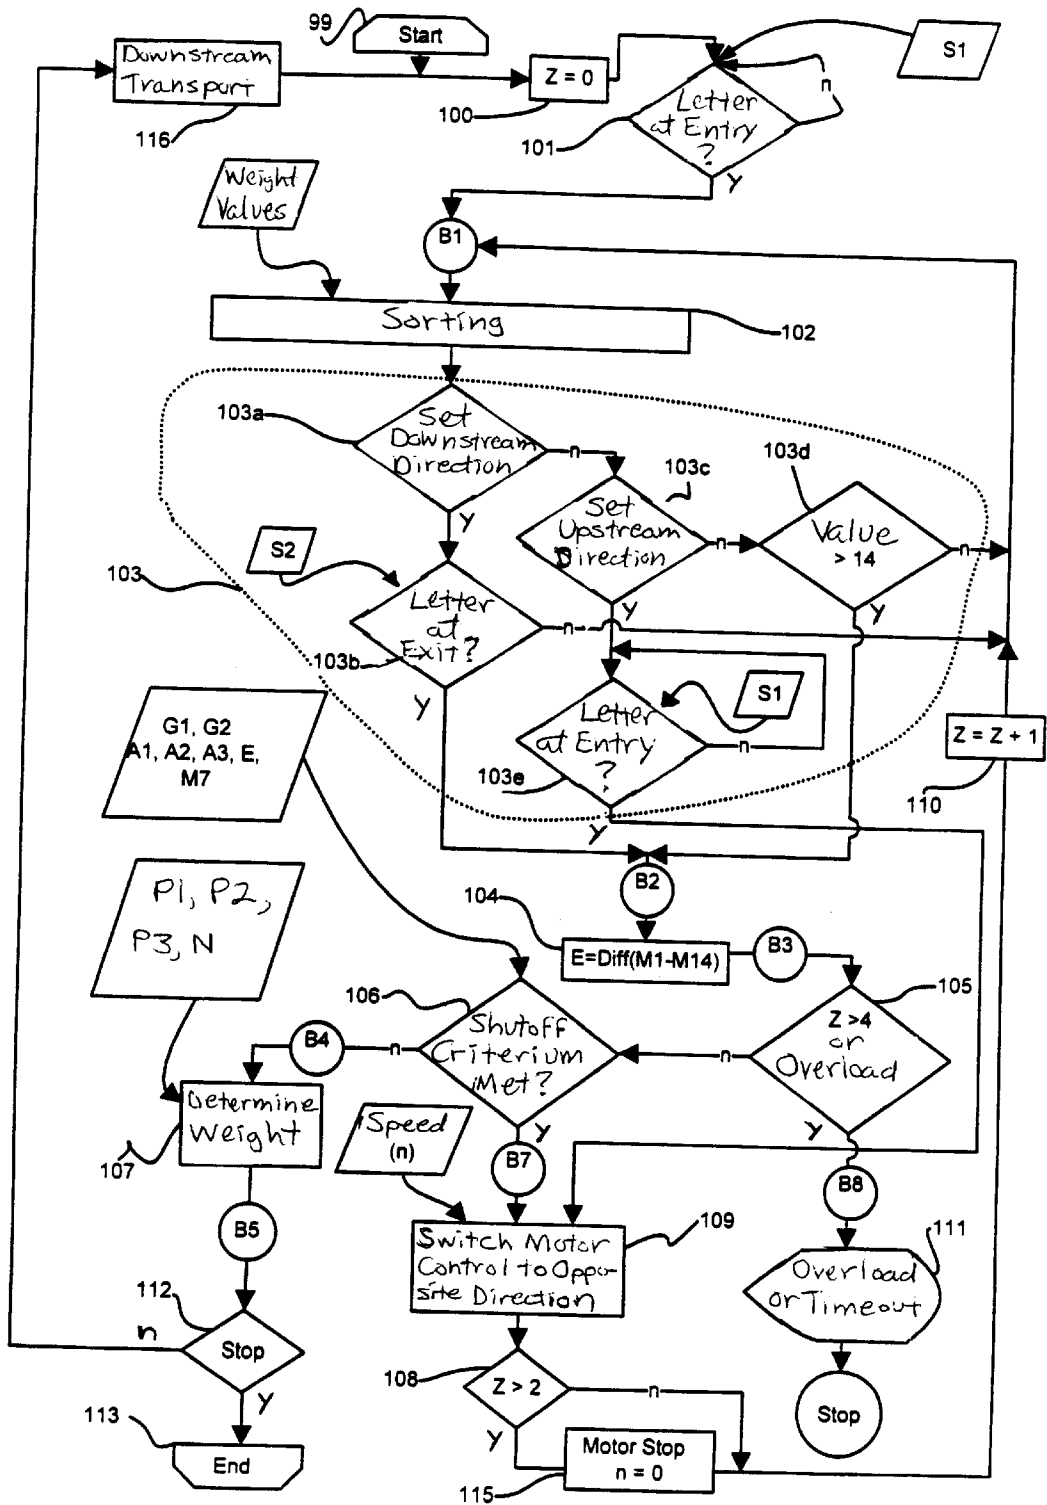 99
Start
S1
Downstream
Transport
116
Z = 0
100
n
Letter
at Entry
?
101
y
Weight
Values
B1
Sorting
102
103a
Set
Downstream
Direction
n
y
103c
103d
Set
Upstream
Direction
n
y
Value
> 14
n
y
S2
103
Letter
at
Exit?
103b
n
y
S1
Letter
at Entry
?
103e
n
y
Z = Z + 1
110
G1, G2
A1, A2, A3, E,
M7
P1, P2,
P3, N
B2
104
E=Diff(M1-M14)
B3
105
Z >4
or
Overload
n
y
106
Shutoff
Criterium
Met?
n
y
B4
Determine
Weight
107
Speed
(n)
B7
B8
B5
109
Switch Motor
Control to Oppo-
site Direction
111
Overload
or Timeout
112
n
Stop
y
108
Z > 2
n
y
Stop
113
End
Motor Stop
n = 0
115